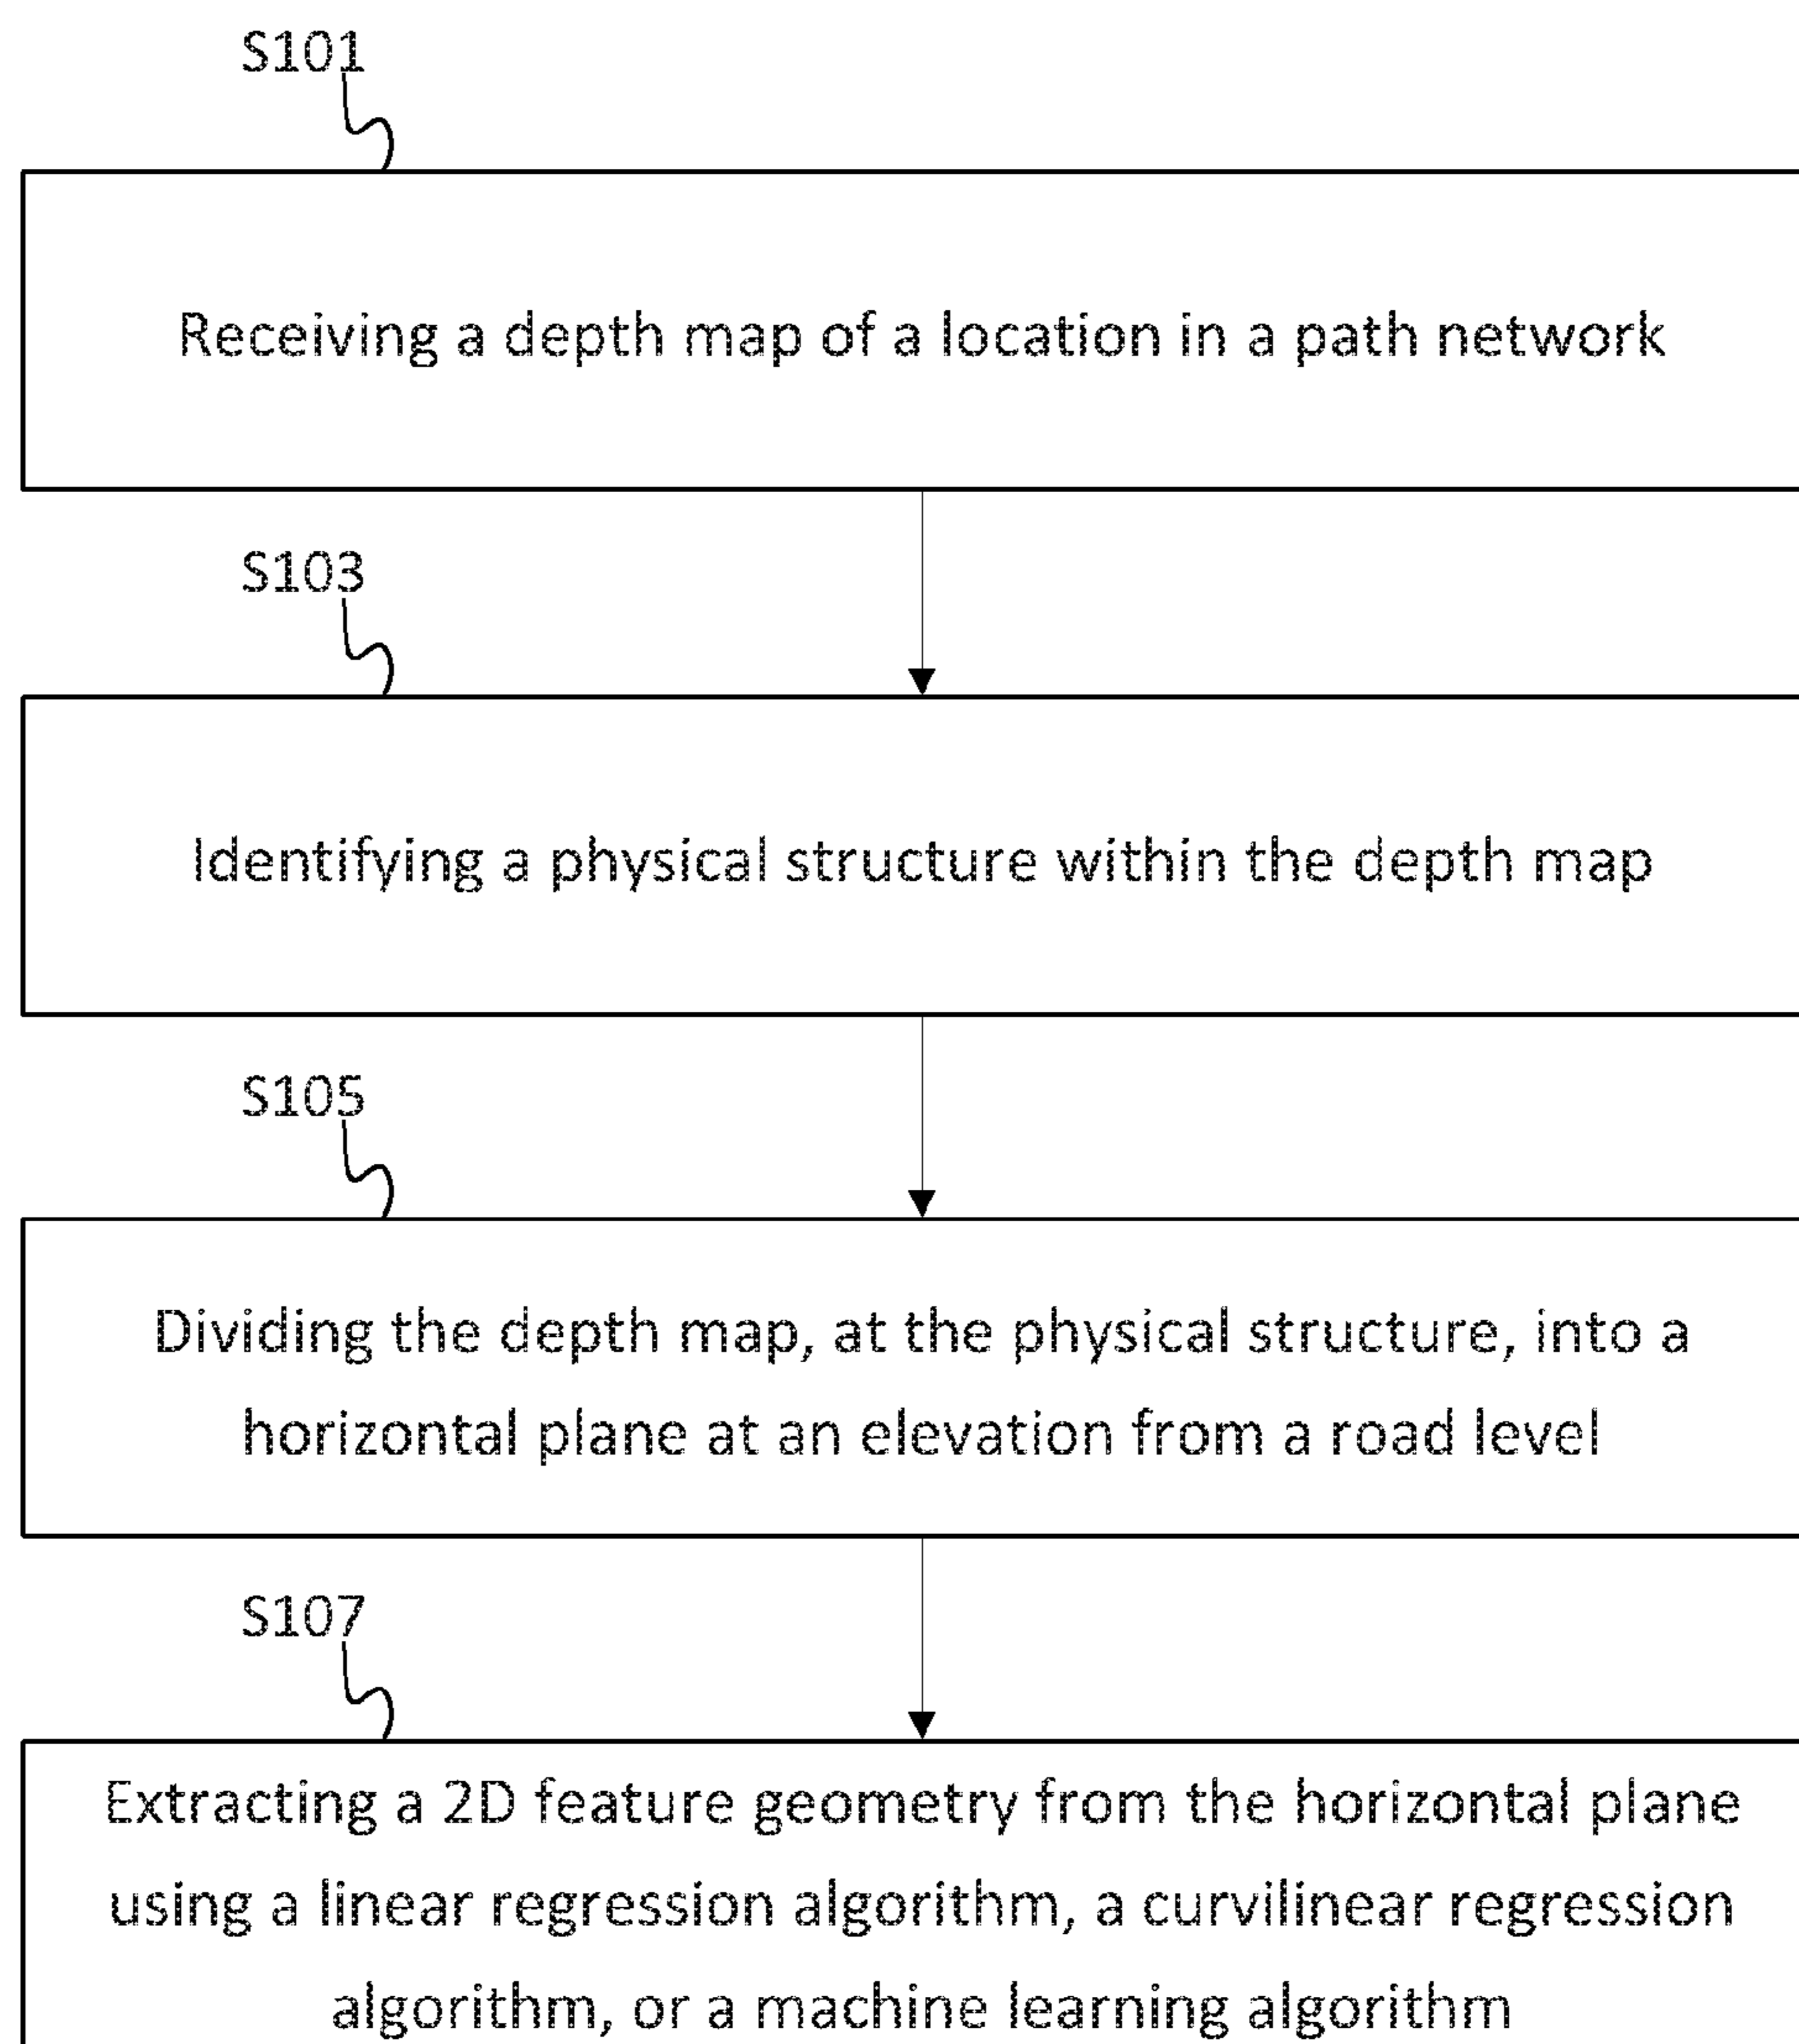 S101
Receiving a depth map of a location in a path network
S103
Identifying a physical structure within the depth map
S105
Dividing the depth map, at the physical structure, into a
horizontal plane at an elevation from a road level
S107
Extracting a 2D feature geometry from the horizontal plane
using a linear regression algorithm, a curvilinear regression
algorithm, or a machine learning algorithm